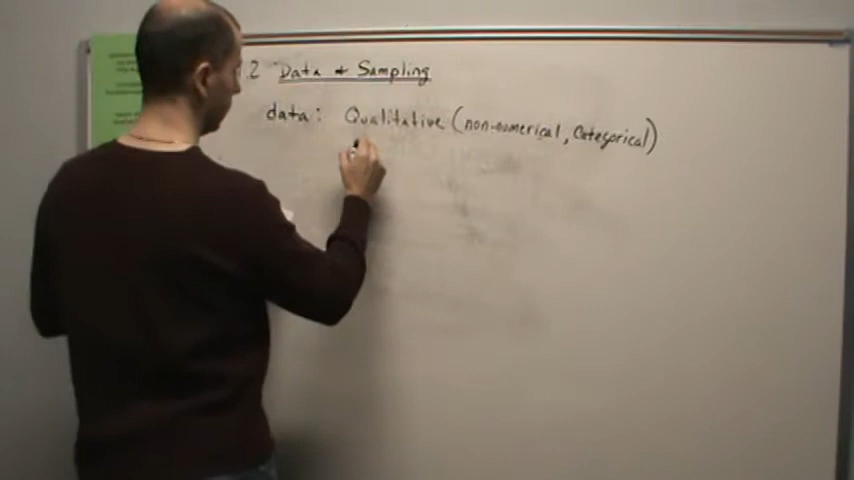 .2 Data + Sampling
data: Qualitative (non-numerical, Categorical)